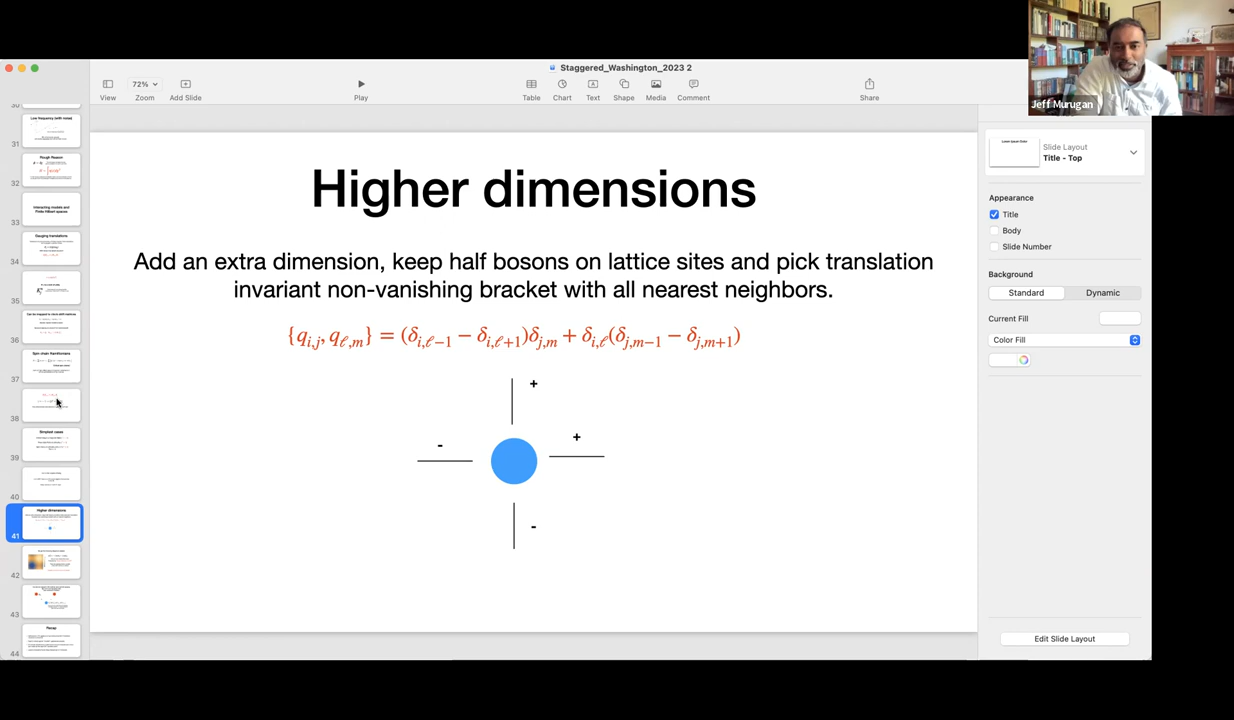 Jeff Murugan
Staggered_Washington_2023 2
72%
View
Zoom
Add Slide
Play
Table
Chart
Text
Shape
Media
Comment
Share
31
Low frequency (with noise)
32
Rough Reason
33
Interacting models and
Finite Hilbert spaces
34
Gauging translations
35
36
37
Spin chain Hamiltonians
38
39
Simplest cases
40
41
Higher dimensions
42
43
44
Recap
Higher dimensions
Add an extra dimension, keep half bosons on lattice sites and pick translation
invariant non-vanishing bracket with all nearest neighbors.
{q_{i,j}, q_{ℓ,m}} = (δ_{i,ℓ−1} − δ_{i,ℓ+1})δ_{j,m} + δ_{i,ℓ}(δ_{j,m−1} − δ_{j,m+1})
+
-
+
-
Slide Layout
Title - Top
Appearance
Title
Body
Slide Number
Background
Standard
Dynamic
Current Fill
Color Fill
Edit Slide Layout